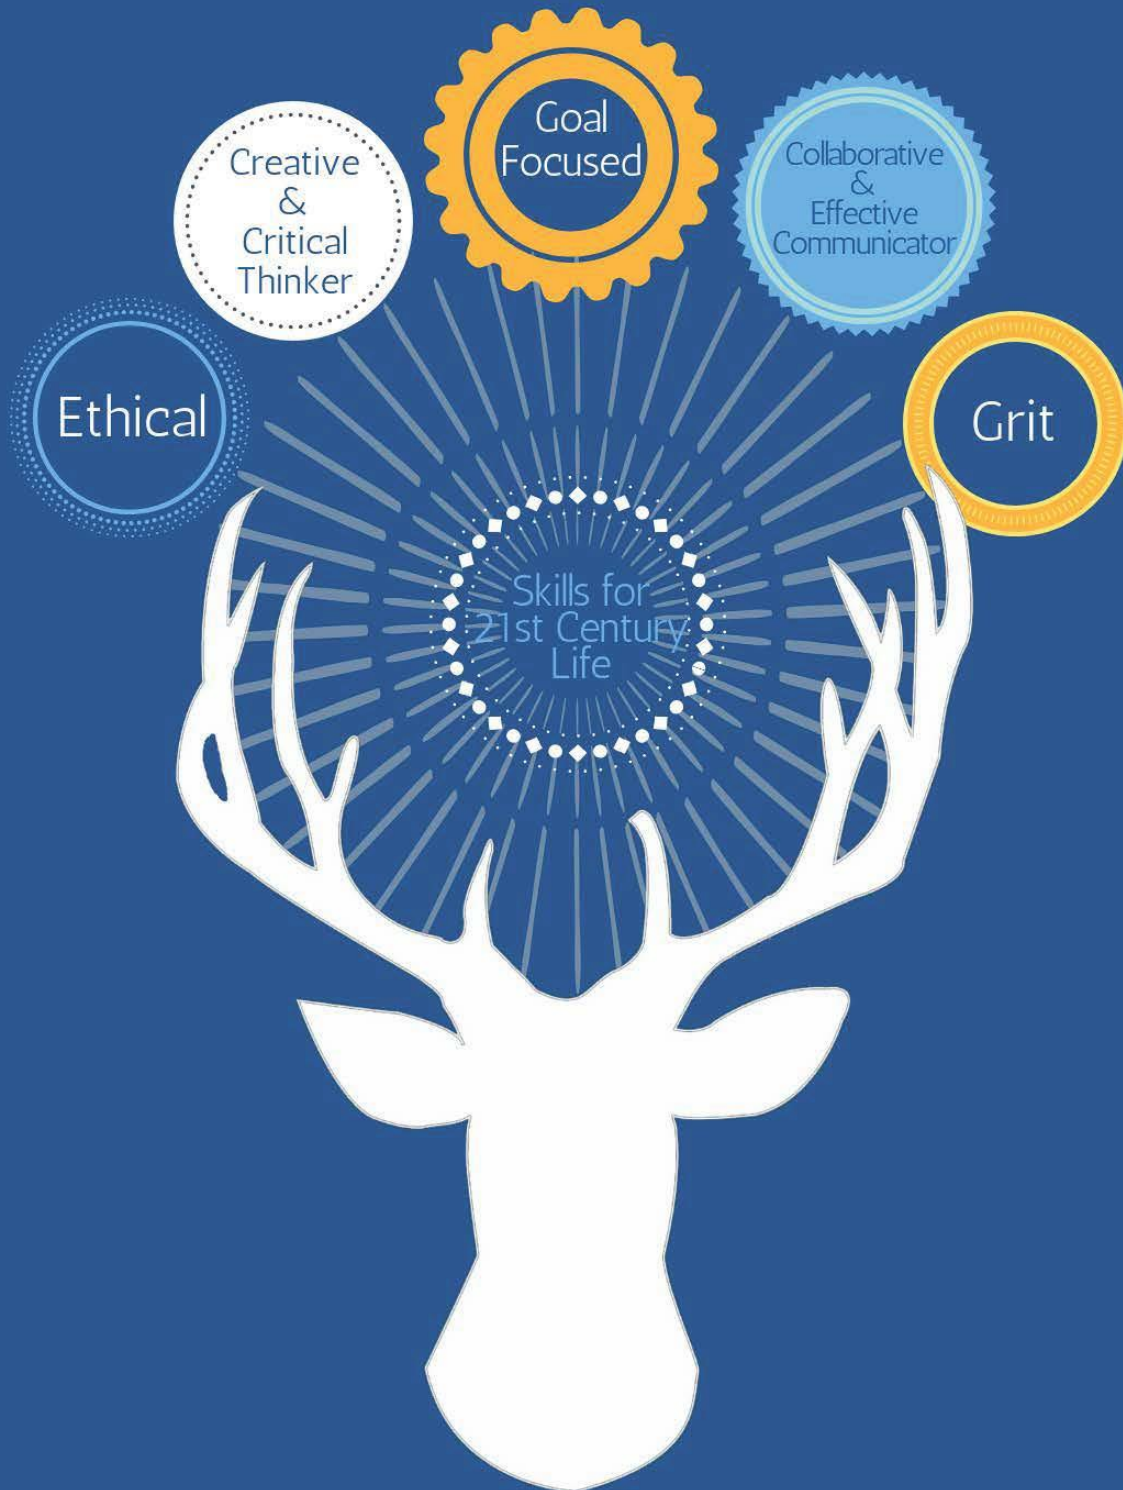 Goal
Focused
Creative
&
Critical
Thinker
Collaborative
&
Effective
Communicator
Ethical
Grit
Skills for
21st Century
Life